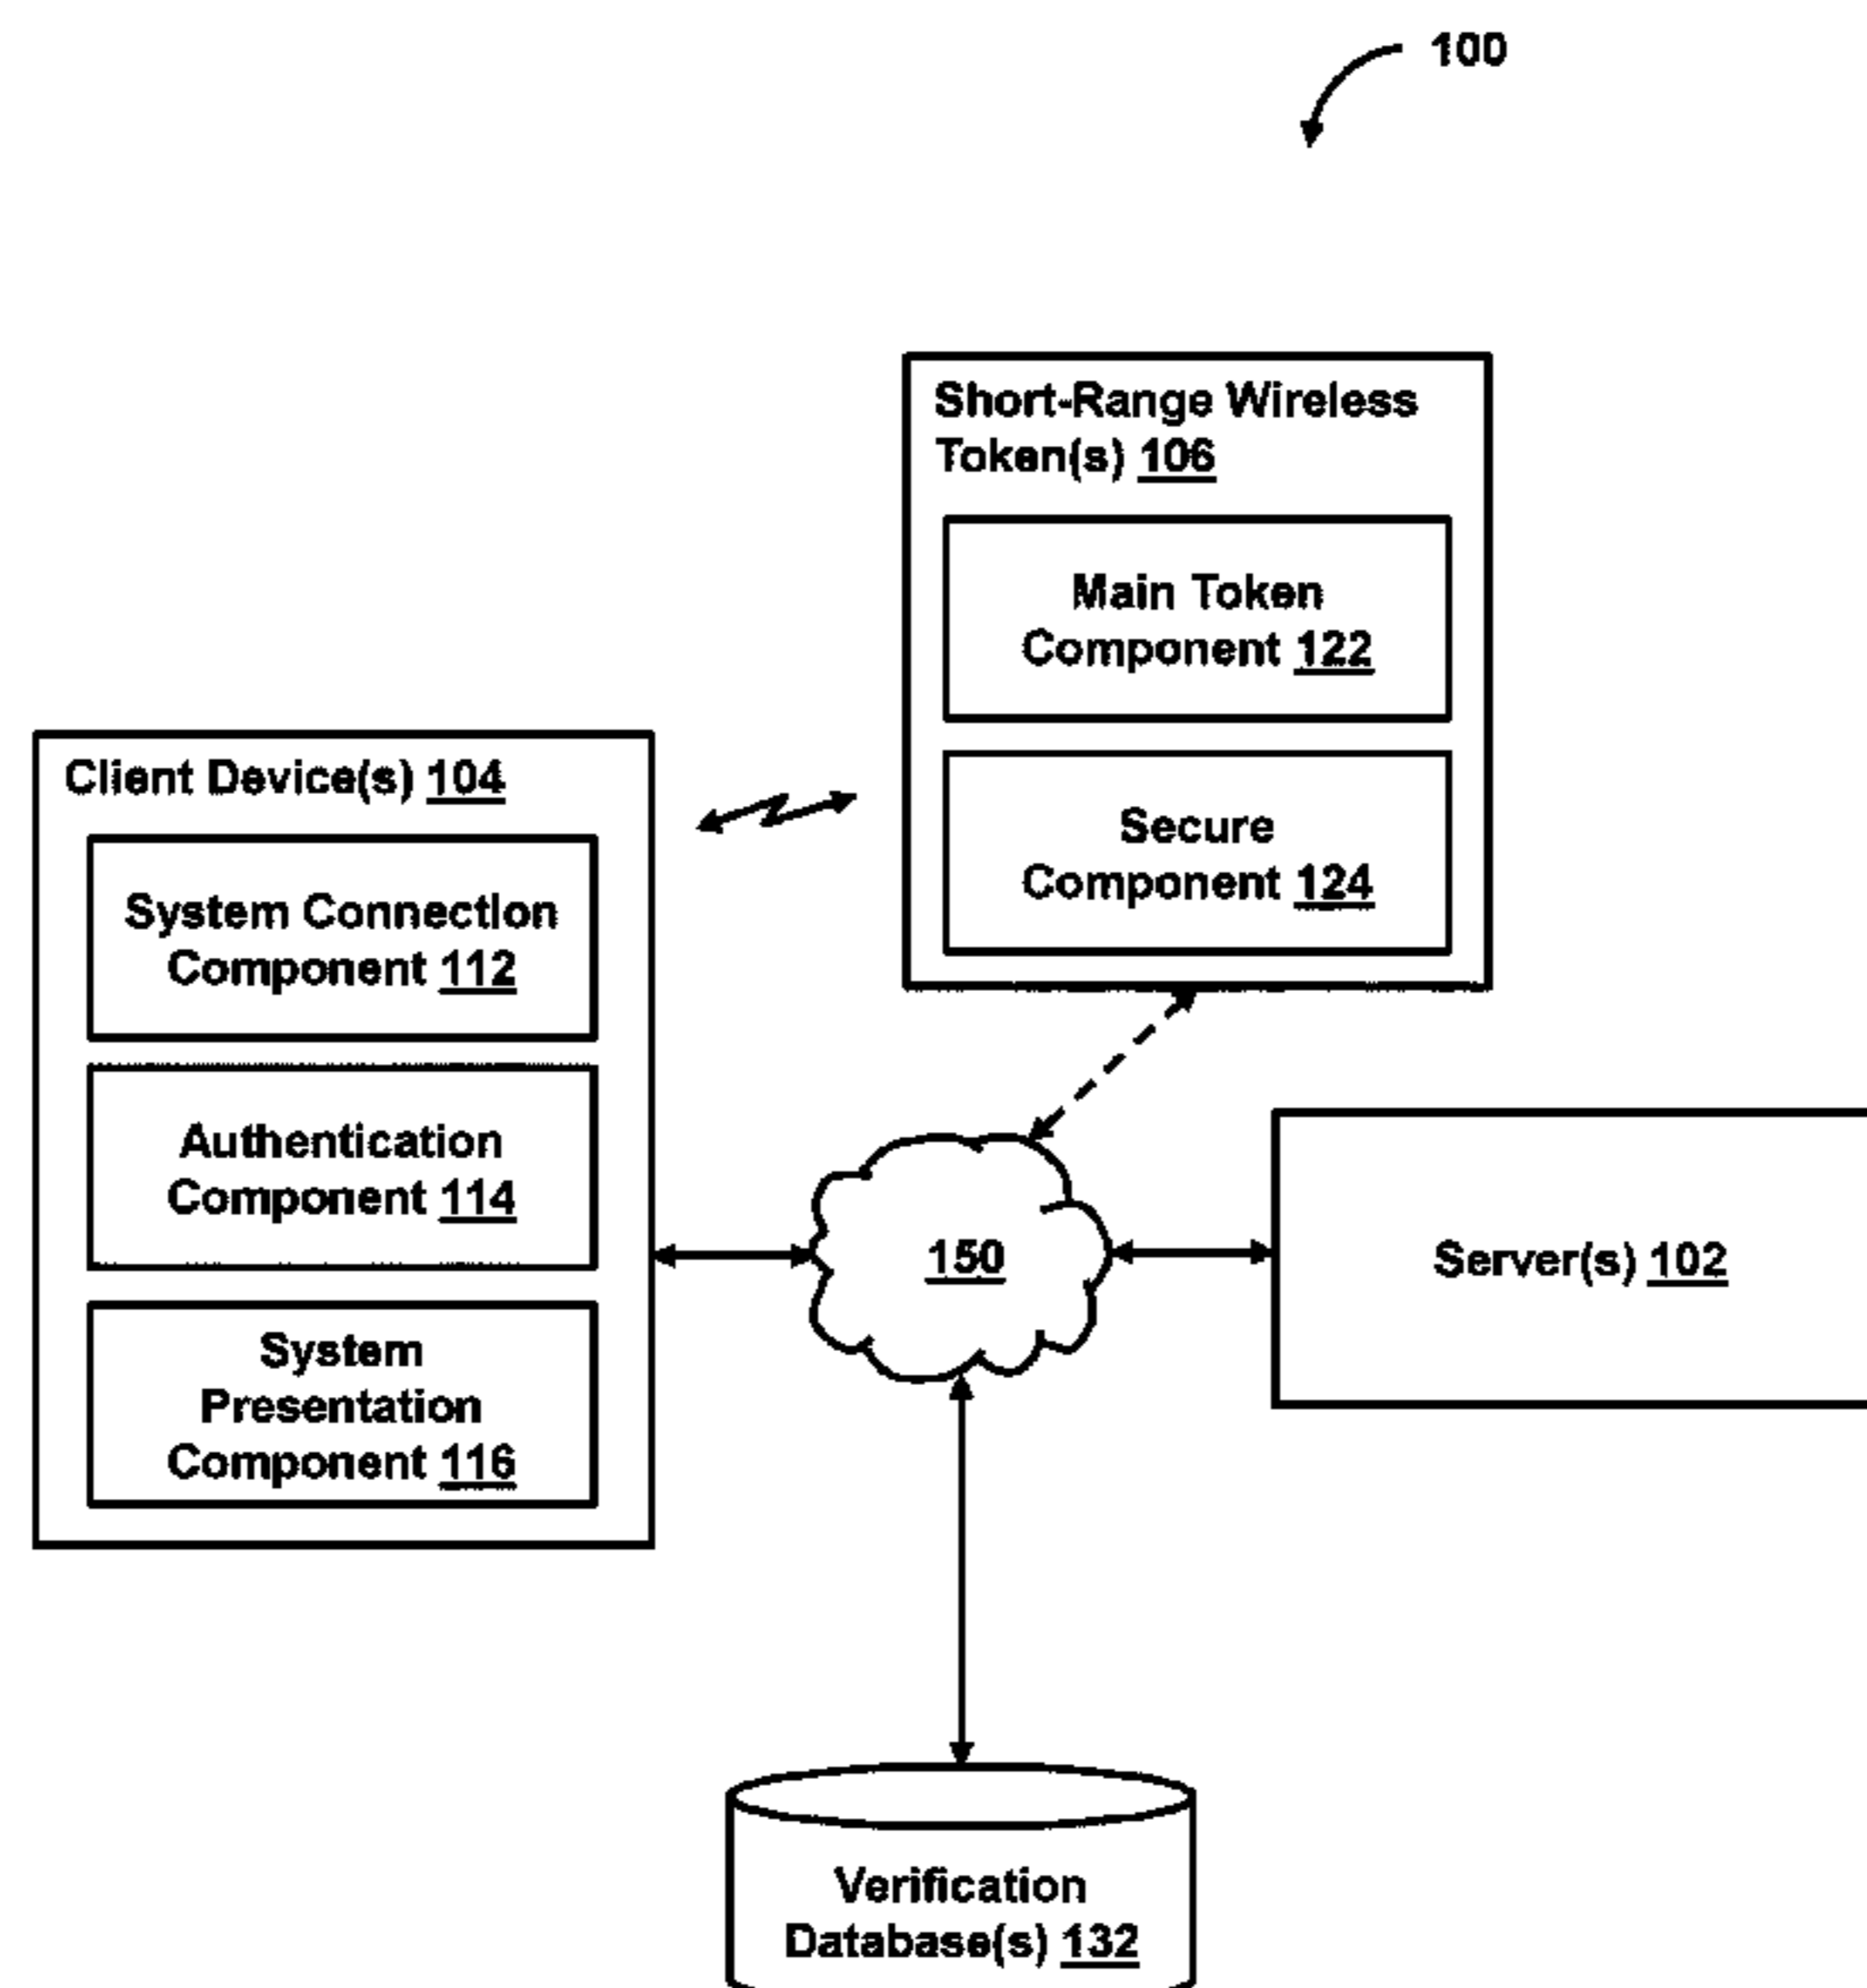 100
Short-Range Wireless
Token(s) 106
Main Token
Component 122
Secure
Component 124
Client Device(s) 104
System Connection
Component 112
Authentication
Component 114
System
Presentation
Component 116
150
Server(s) 102
Verification
Database(s) 132